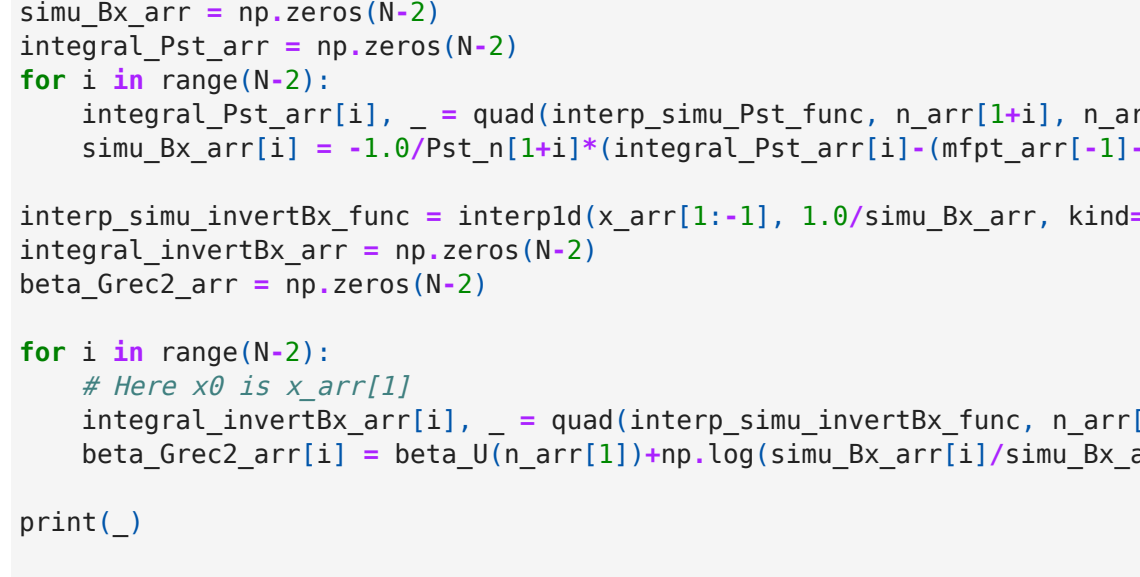 simu_Bx_arr = np.zeros(N-2)
integral_Pst_arr = np.zeros(N-2)
for i in range(N-2):
    integral_Pst_arr[i], _ = quad(interp_simu_Pst_func, n_arr[1+i], n_ar
    simu_Bx_arr[i] = -1.0/Pst_n[1+i]*(integral_Pst_arr[i]-(mfpt_arr[-1]-
interp_simu_invertBx_func = interp1d(x_arr[1:-1], 1.0/simu_Bx_arr, kind=
integral_invertBx_arr = np.zeros(N-2)
beta_Grec2_arr = np.zeros(N-2)
for i in range(N-2):
    # Here x0 is x_arr[1]
    integral_invertBx_arr[i], _ = quad(interp_simu_invertBx_func, n_arr[
    beta_Grec2_arr[i] = beta_U(n_arr[1])+np.log(simu_Bx_arr[i]/simu_Bx_a
print(_)